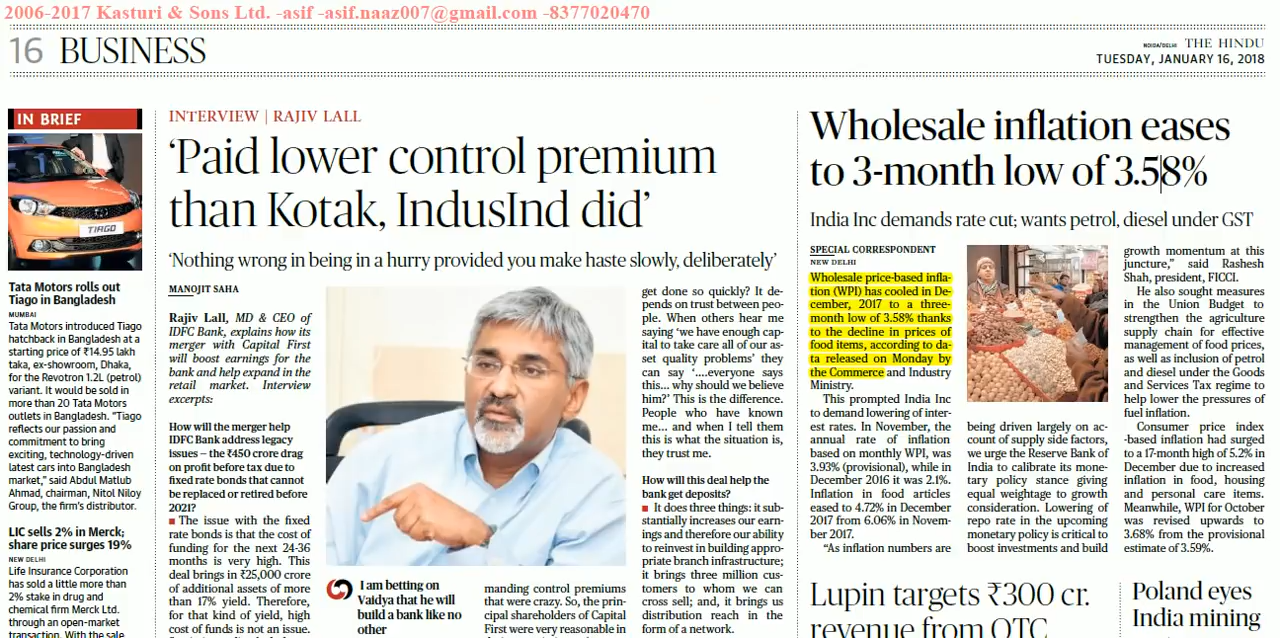 2006-2017 Kasturi & Sons Ltd. -asif -asif.naaz007@gmail.com -8377020470
16 BUSINESS
NOIDA/DELHI THE HINDU
TUESDAY, JANUARY 16, 2018
IN BRIEF
TIAGO
Tata Motors rolls out
Tiago in Bangladesh
MUMBAI
Tata Motors introduced Tiago
hatchback in Bangladesh at a
starting price of ₹14.95 lakh
taka, ex-showroom, Dhaka,
for the Revotron 1.2L (petrol)
variant. It would be sold in
more than 20 Tata Motors
outlets in Bangladesh. “Tiago
reflects our passion and
commitment to bring
exciting, technology-driven
latest cars into Bangladesh
market,” said Abdul Matlub
Ahmad, chairman, Nitol Niloy
Group, the firm’s distributor.
LIC sells 2% in Merck;
share price surges 19%
NEW DELHI
Life Insurance Corporation
has sold a little more than
2% stake in drug and
chemical firm Merck Ltd.
through an open-market
transaction. With the sale
INTERVIEW | RAJIV LALL
‘Paid lower control premium
than Kotak, IndusInd did’
‘Nothing wrong in being in a hurry provided you make haste slowly, deliberately’
MANOJIT SAHA
Rajiv Lall, MD & CEO of
IDFC Bank, explains how its
merger with Capital First
will boost earnings for the
bank and help expand in the
retail market. Interview
excerpts:
How will the merger help
IDFC Bank address legacy
issues – the ₹450 crore drag
on profit before tax due to
fixed rate bonds that cannot
be replaced or retired before
2021?
■ The issue with the fixed
rate bonds is that the cost of
funding for the next 24-36
months is very high. This
deal brings in ₹25,000 crore
of additional assets of more
than 17% yield. Therefore,
for that kind of yield, high
cost of funds is not an issue.
I am betting on
Vaidya that he will
build a bank like no
other
manding control premiums
that were crazy. So, the prin-
cipal shareholders of Capital
First were very reasonable in
get done so quickly? It de-
pends on trust between peo-
ple. When others hear me
saying ‘we have enough cap-
ital to take care of all our as-
set quality problems’ they
can say ‘....everyone says
this... why should we believe
him?’ This is the difference.
People who have known
me... and when I tell them
this is what the situation is,
they trust me.
How will this deal help the
bank get deposits?
■ It does three things: it sub-
stantially increases our earn-
ings and therefore our ability
to reinvest in building appro-
priate branch infrastructure;
it brings three million cus-
tomers to whom we can
cross sell; and, it brings us
distribution reach in the
form of a network.
Wholesale inflation eases
to 3-month low of 3.58%
India Inc demands rate cut; wants petrol, diesel under GST
SPECIAL CORRESPONDENT
NEW DELHI
Wholesale price-based infla-
tion (WPI) has cooled in De-
cember, 2017 to a three-
month low of 3.58% thanks
to the decline in prices of
food items, according to da-
ta released on Monday by
the Commerce and Industry
Ministry.
This prompted India Inc
to demand lowering of inter-
est rates. In November, the
annual rate of inflation
based on monthly WPI, was
3.93% (provisional), while in
December 2016 it was 2.1%.
Inflation in food articles
eased to 4.72% in December
2017 from 6.06% in Novem-
ber 2017.
“As inflation numbers are
being driven largely on ac-
count of supply side factors,
we urge the Reserve Bank of
India to calibrate its mone-
tary policy stance giving
equal weightage to growth
consideration. Lowering of
repo rate in the upcoming
monetary policy is critical to
boost investments and build
growth momentum at this
juncture,” said Rashesh
Shah, president, FICCI.
He also sought measures
in the Union Budget to
strengthen the agriculture
supply chain for effective
management of food prices,
as well as inclusion of petrol
and diesel under the Goods
and Services Tax regime to
help lower the pressures of
fuel inflation.
Consumer price index
-based inflation had surged
to a 17-month high of 5.2% in
December due to increased
inflation in food, housing
and personal care items.
Meanwhile, WPI for October
was revised upwards to
3.68% from the provisional
estimate of 3.59%.
Lupin targets ₹300 cr.
revenue from OTC
Poland eyes
India mining